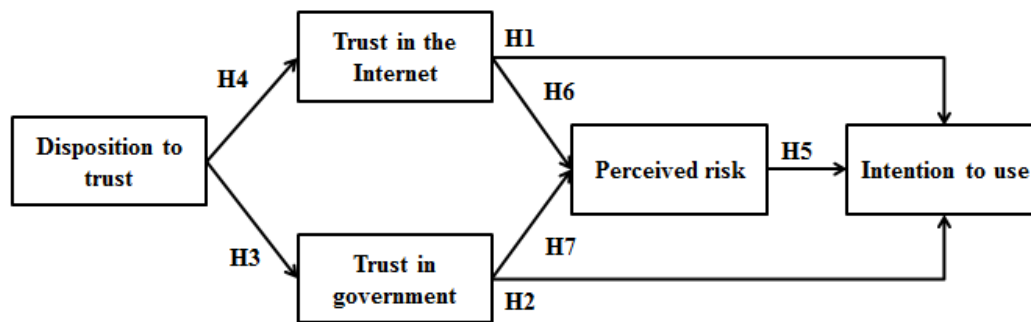 Trust in the
Internet
H1
H4
H6
Disposition to
trust
Perceived risk
H5
Intention to use
H3
H7
Trust in
government
H2